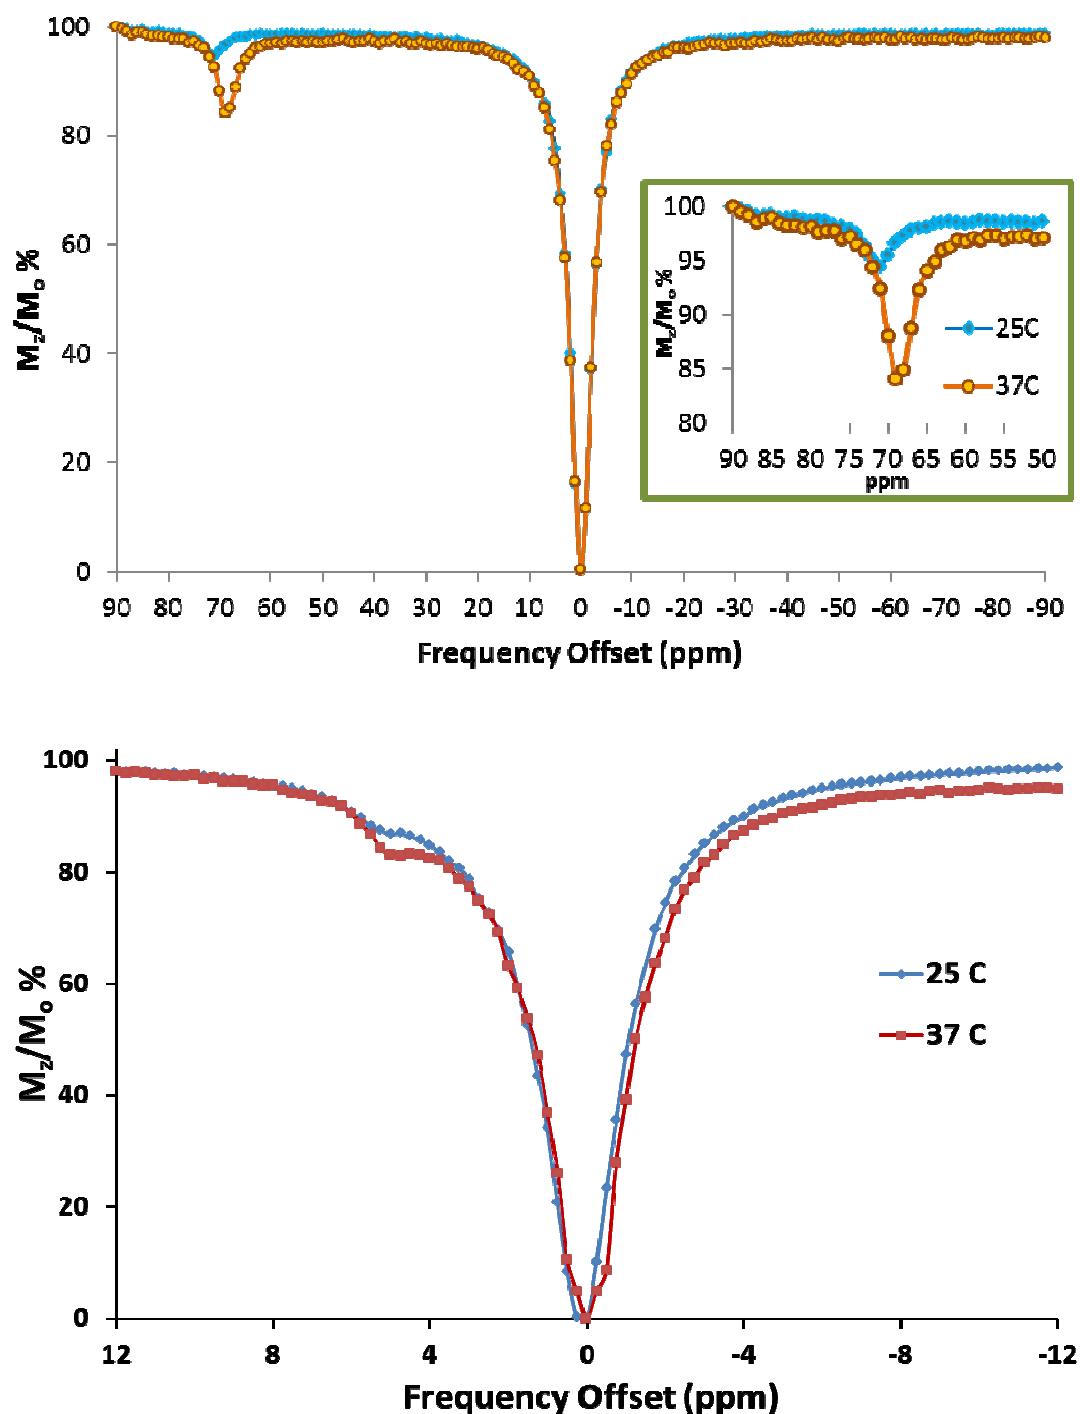 100
80
60
40
20
0
M_z/M_o %
90 80 70 60 50 40 30 20 10 0 -10 -20 -30 -40 -50 -60 -70 -80 -90
Frequency Offset (ppm)
100
95
90
85
80
M_z/M_o %
25C
37C
90 85 80 75 70 65 60 55 50
ppm
100
80
60
40
20
0
M_z/M_o %
25 C
37 C
12 8 4 0 -4 -8 -12
Frequency Offset (ppm)